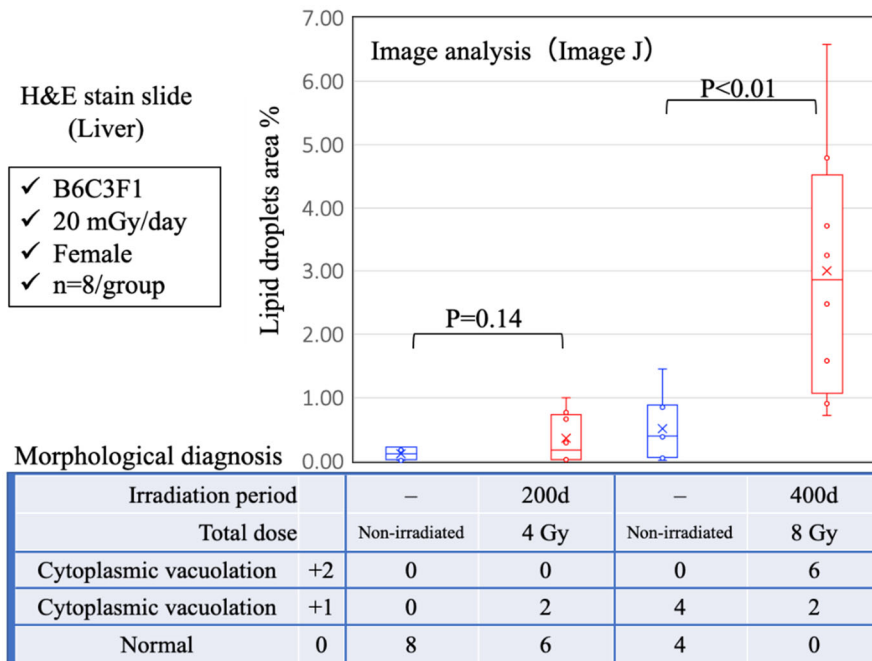 7.00
6.00
5.00
4.00
3.00
2.00
1.00
0.00
Lipid droplets area %
Image analysis（Image J）
P<0.01
P=0.14
H&E stain slide
(Liver)
✓ B6C3F1
✓ 20 mGy/day
✓ Female
✓ n=8/group
Morphological diagnosis
Irradiation period – 200d – 400d
Total dose Non-irradiated 4 Gy Non-irradiated 8 Gy
Cytoplasmic vacuolation +2 0 0 0 6
Cytoplasmic vacuolation +1 0 2 4 2
Normal 0 8 6 4 0